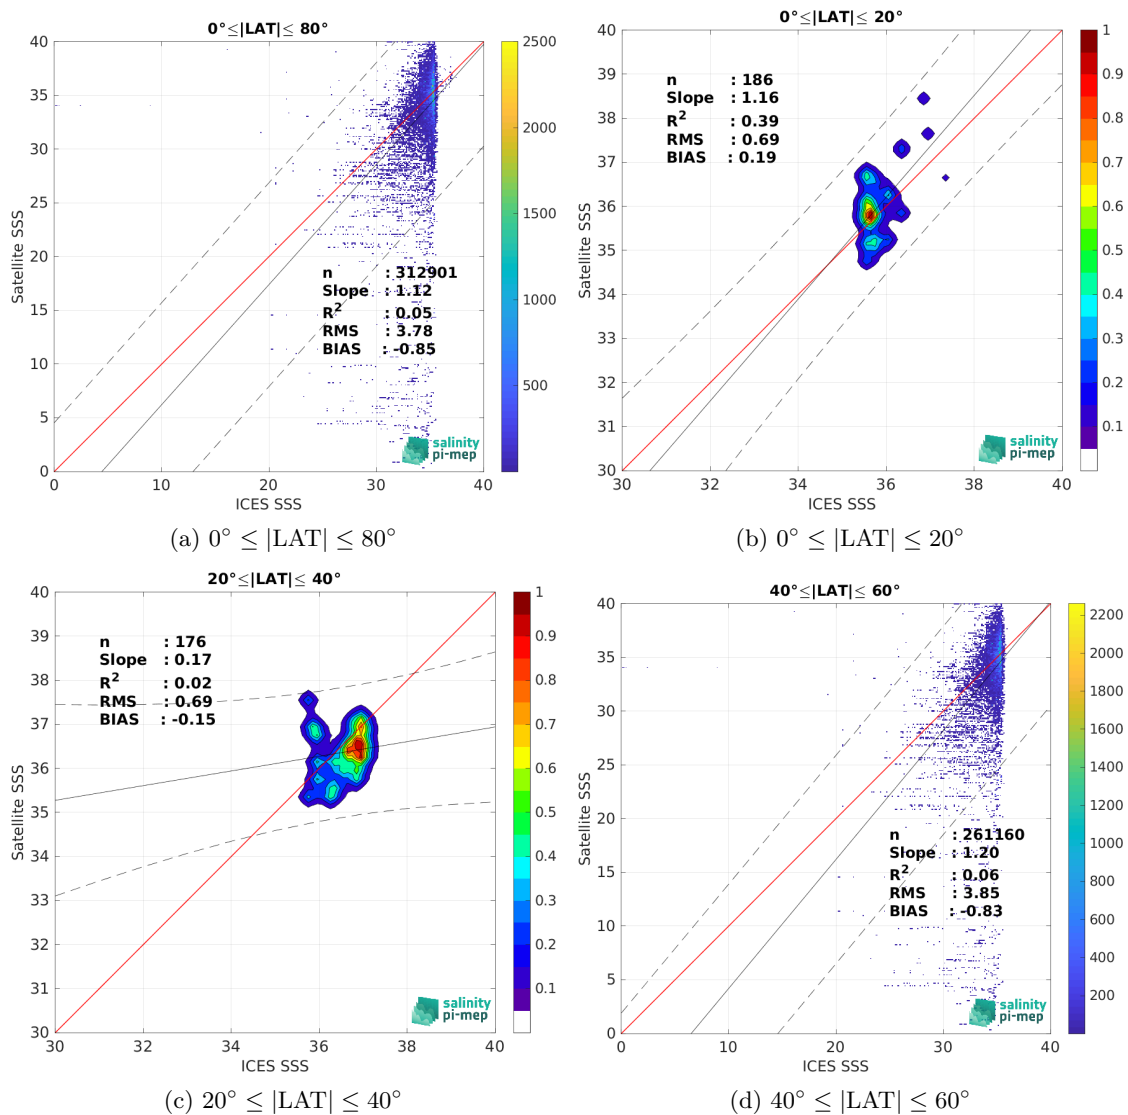 0°≤|LAT|≤ 80°
40
35
30
25
20
15
10
5
0
Satellite SSS
n : 312901
Slope : 1.12
R² : 0.05
RMS : 3.78
BIAS : -0.85
salinity
pi-mep
0 10 20 30 40
ICES SSS
2500
2000
1500
1000
500
(a) 0° ≤ |LAT| ≤ 80°
0°≤|LAT|≤ 20°
40
39
38
37
36
35
34
33
32
31
30
Satellite SSS
n : 186
Slope : 1.16
R² : 0.39
RMS : 0.69
BIAS : 0.19
salinity
pi-mep
30 32 34 36 38 40
ICES SSS
1
0.9
0.8
0.7
0.6
0.5
0.4
0.3
0.2
0.1
(b) 0° ≤ |LAT| ≤ 20°
20°≤|LAT|≤ 40°
40
39
38
37
36
35
34
33
32
31
30
Satellite SSS
n : 176
Slope : 0.17
R² : 0.02
RMS : 0.69
BIAS : -0.15
salinity
pi-mep
30 32 34 36 38 40
ICES SSS
1
0.9
0.8
0.7
0.6
0.5
0.4
0.3
0.2
0.1
(c) 20° ≤ |LAT| ≤ 40°
40°≤|LAT|≤ 60°
40
35
30
25
20
15
10
5
0
Satellite SSS
n : 261160
Slope : 1.20
R² : 0.06
RMS : 3.85
BIAS : -0.83
salinity
pi-mep
0 10 20 30 40
ICES SSS
2200
2000
1800
1600
1400
1200
1000
800
600
400
200
(d) 40° ≤ |LAT| ≤ 60°